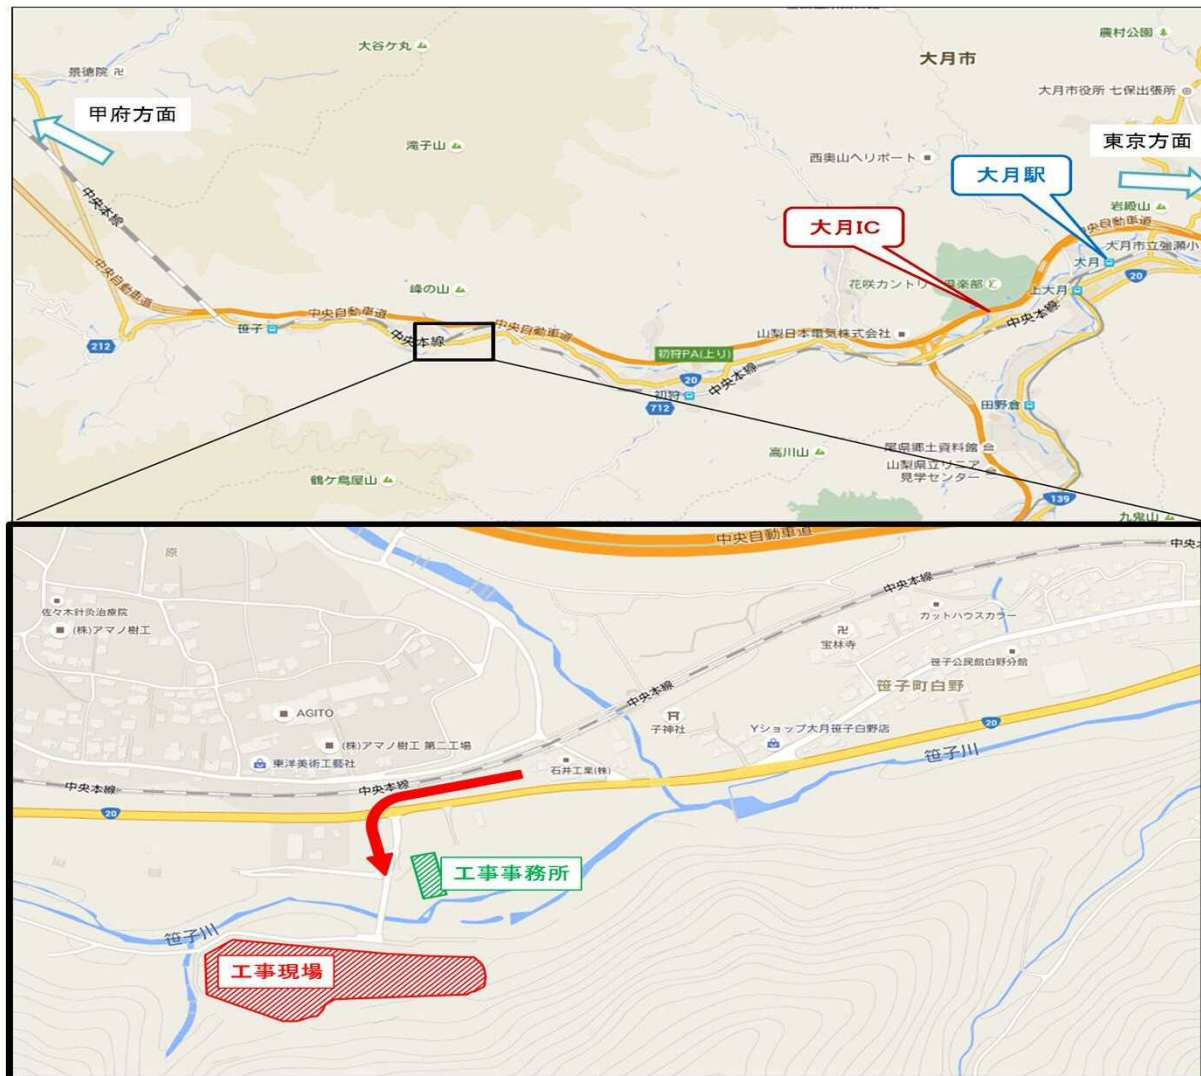 大谷ケ丸
大月市
農村公園
景徳院
大月市役所 七保出張所
甲府方面
滝子山
西奥山ヘリポート
東京方面
大月駅
岩殿山
中央本線
大月IC
中央自動車道
大月市立強瀬小
大月
20
中央自動車道
峰の山
花咲カントリー倶楽部
上大月
中央自動車道
笹子
中央自動車道
中央本線
212
中央本線
山梨日本電気株式会社
初狩PA(上り)
20
中央本線
初狩
712
田野倉
尾県郷土資料館
高川山
山梨県立リニア
見学センター
鶴ケ鳥屋山
139
九鬼山
中央自動車道
原
中央本線
佐々木針灸治療院
(株)アマノ樹工
カットハウスカラー
宝林寺
笹子公民館白野分館
中央本線
笹子町白野
AGITO
子神社
Yショップ大月笹子白野店
20
(株)アマノ樹工 第二工場
東洋美術工藝社
石井工業(株)
笹子川
中央本線
中央本線
20
工事事務所
笹子川
工事現場